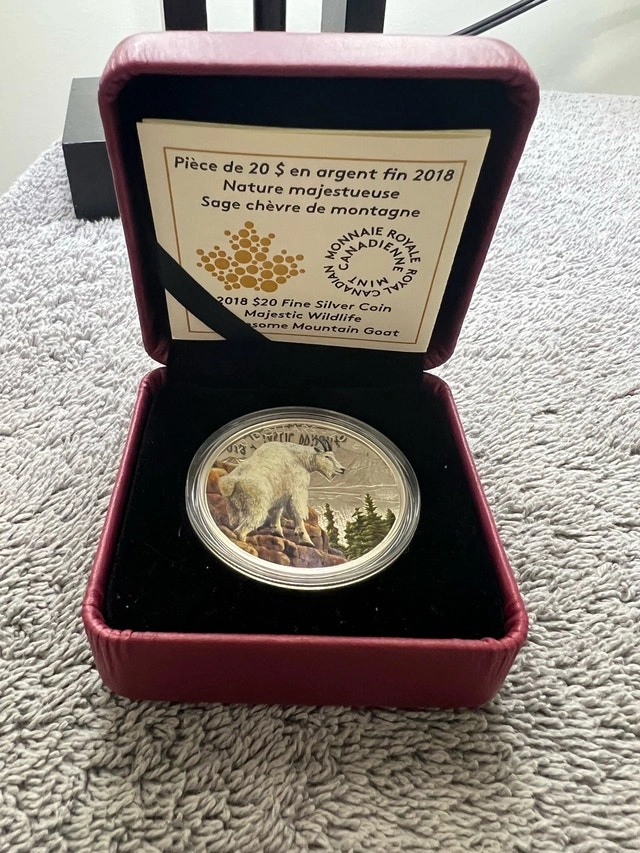 Pièce de 20 $ en argent fin 2018
Nature majestueuse
Sage chèvre de montagne
MONNAIE ROYALE CANADIENNE
ROYAL CANADIAN MINT
2018 $20 Fine Silver Coin
Majestic Wildlife
Mountain Goat